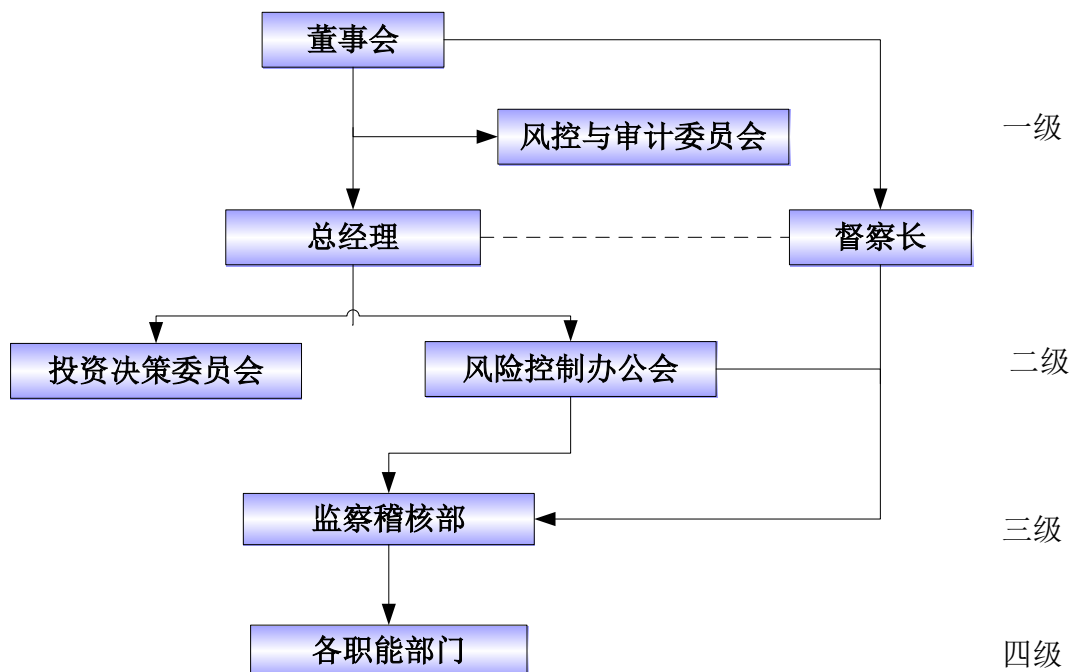 董事会
风控与审计委员会
一级
总经理
督察长
投资决策委员会
风险控制办公会
二级
监察稽核部
三级
各职能部门
四级